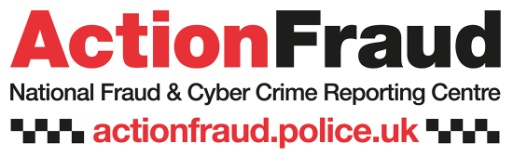 ActionFraud
National Fraud & Cyber Crime Reporting Centre
actionfraud.police.uk